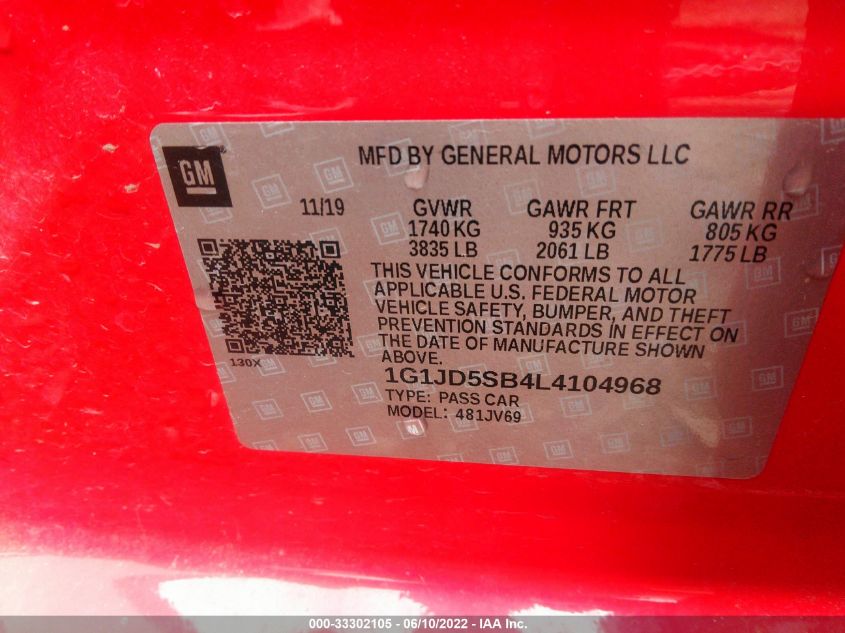 GM
MFD BY GENERAL MOTORS LLC
11/19 GVWR GAWR FRT GAWR RR
1740 KG 935 KG 805 KG
3835 LB 2061 LB 1775 LB
THIS VEHICLE CONFORMS TO ALL
APPLICABLE U.S. FEDERAL MOTOR
VEHICLE SAFETY, BUMPER, AND THEFT
PREVENTION STANDARDS IN EFFECT ON
THE DATE OF MANUFACTURE SHOWN
ABOVE.
130X
1G1JD5SB4L4104968
TYPE: PASS CAR
MODEL: 481JV69
000-33302105 - 06/10/2022 - IAA Inc.